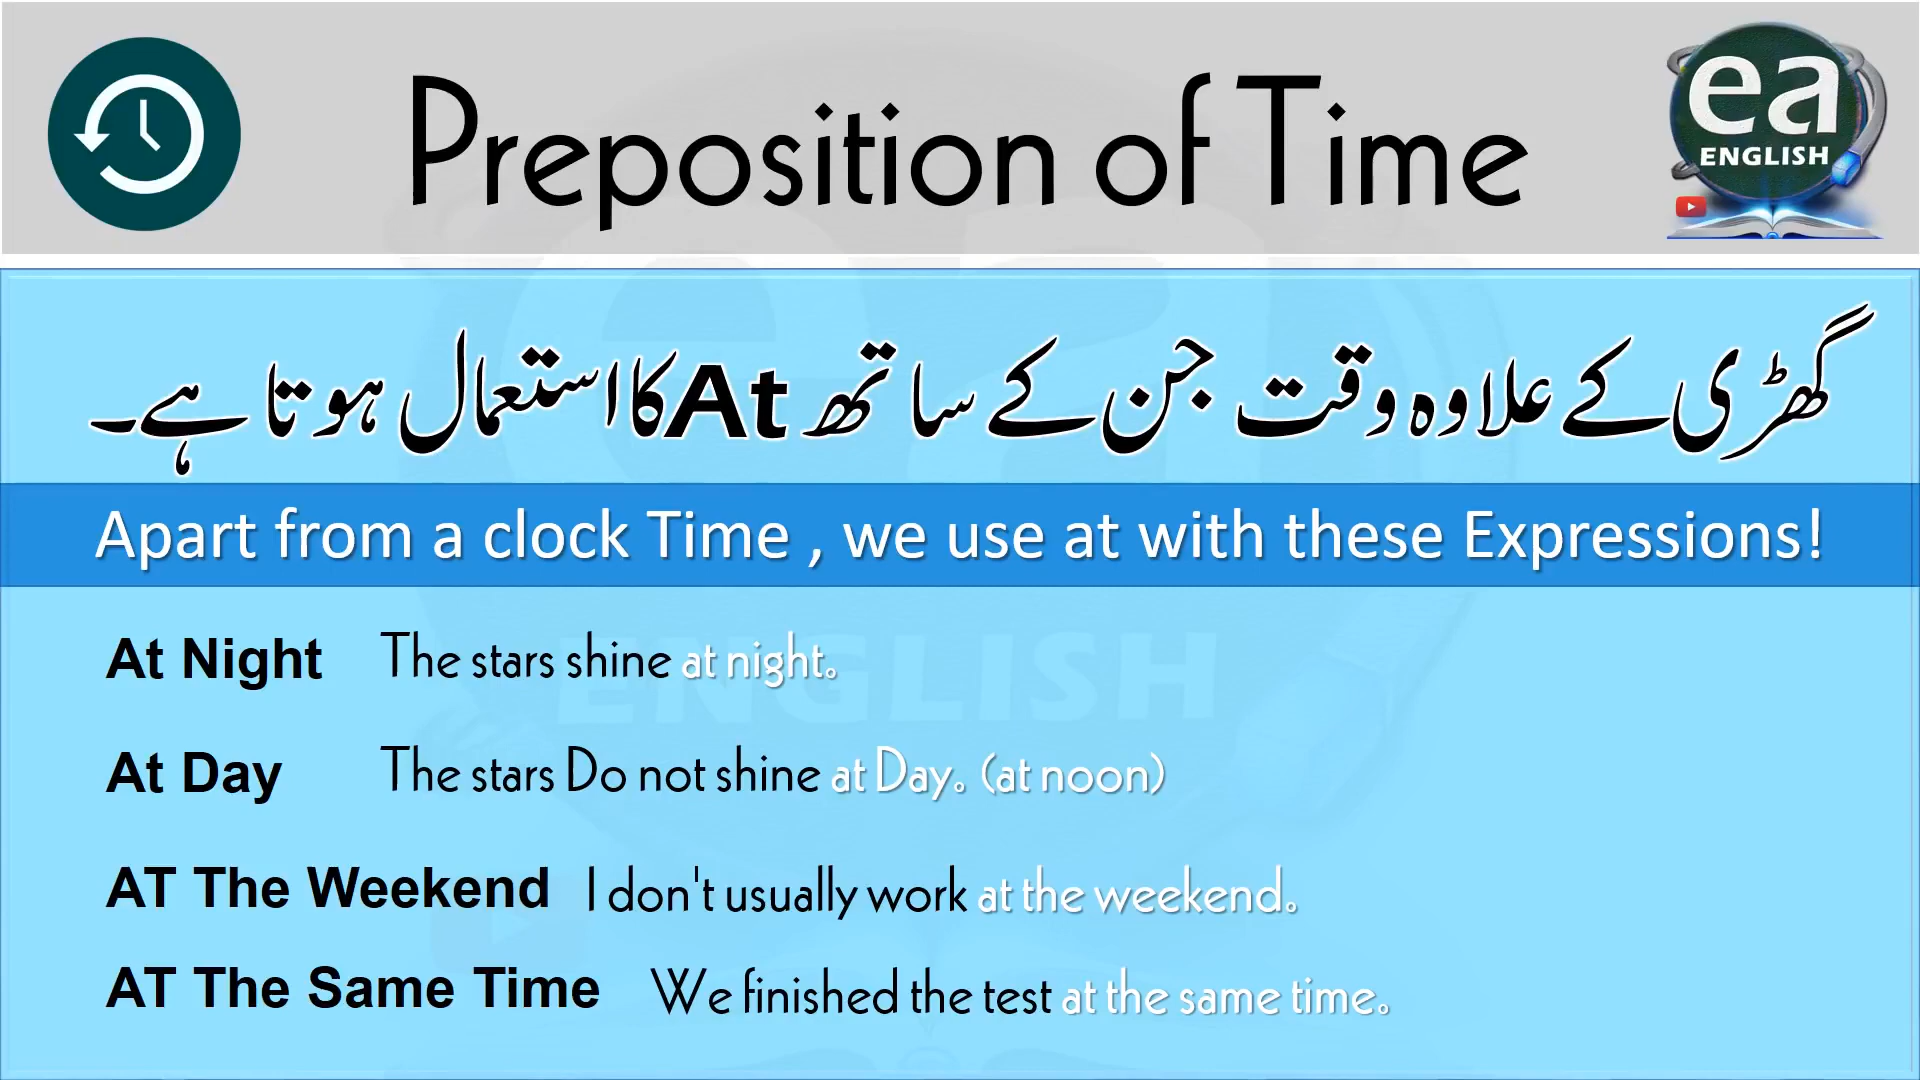 Preposition of Time
ea
ENGLISH
گھڑی کے علاوہ وقت جن کے ساتھ At کا استعمال ہوتا ہے۔
Apart from a clock Time , we use at with these Expressions!
At Night The stars shine at night.
At Day The stars Do not shine at Day. (at noon)
AT The Weekend I don't usually work at the weekend.
AT The Same Time We finished the test at the same time.